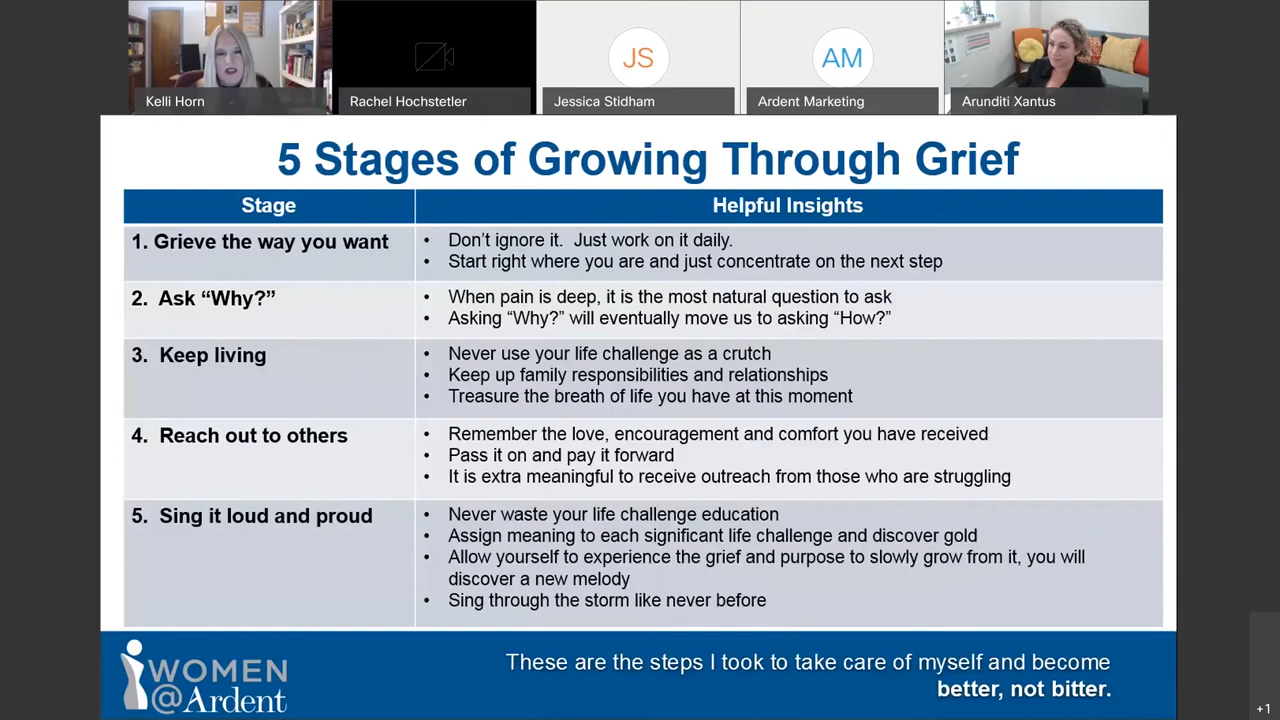 JS
AM
Kelli Horn
Rachel Hochstetler
Jessica Stidham
Ardent Marketing
Arunditi Xantus
5 Stages of Growing Through Grief
Stage
Helpful Insights
1. Grieve the way you want
• Don't ignore it.  Just work on it daily.
• Start right where you are and just concentrate on the next step
2.  Ask “Why?”
• When pain is deep, it is the most natural question to ask
• Asking “Why?” will eventually move us to asking “How?”
3.  Keep living
• Never use your life challenge as a crutch
• Keep up family responsibilities and relationships
• Treasure the breath of life you have at this moment
4.  Reach out to others
• Remember the love, encouragement and comfort you have received
• Pass it on and pay it forward
• It is extra meaningful to receive outreach from those who are struggling
5.  Sing it loud and proud
• Never waste your life challenge education
• Assign meaning to each significant life challenge and discover gold
• Allow yourself to experience the grief and purpose to slowly grow from it, you will
discover a new melody
• Sing through the storm like never before
WOMEN
@Ardent
These are the steps I took to take care of myself and become
better, not bitter.
+1